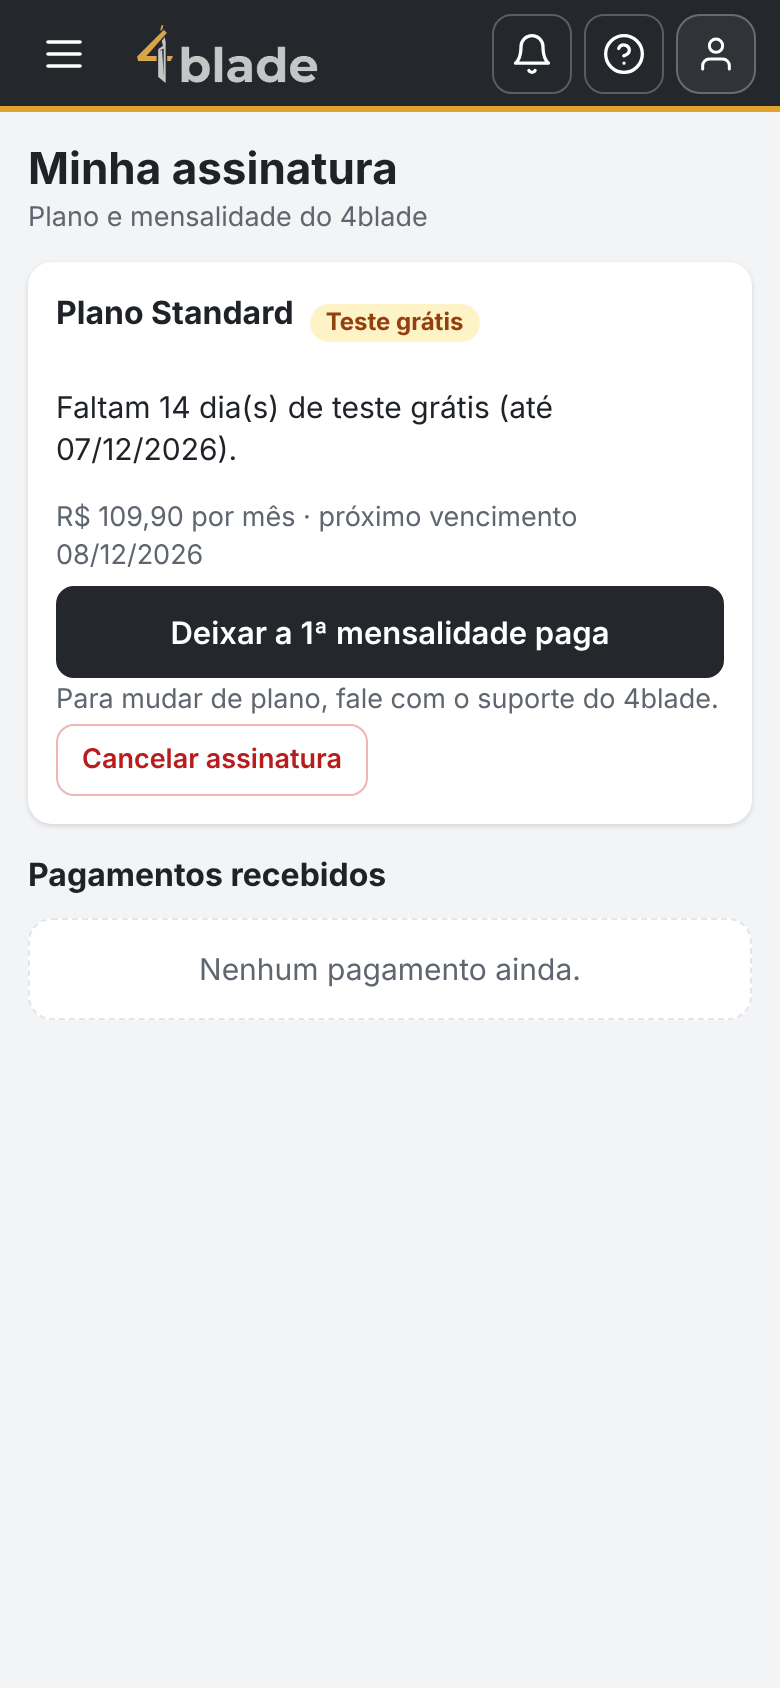 4blade
Minha assinatura
Plano e mensalidade do 4blade
Plano Standard Teste grátis
Faltam 14 dia(s) de teste grátis (até
07/12/2026).
R$ 109,90 por mês · próximo vencimento
08/12/2026
Deixar a 1ª mensalidade paga
Para mudar de plano, fale com o suporte do 4blade.
Cancelar assinatura
Pagamentos recebidos
Nenhum pagamento ainda.